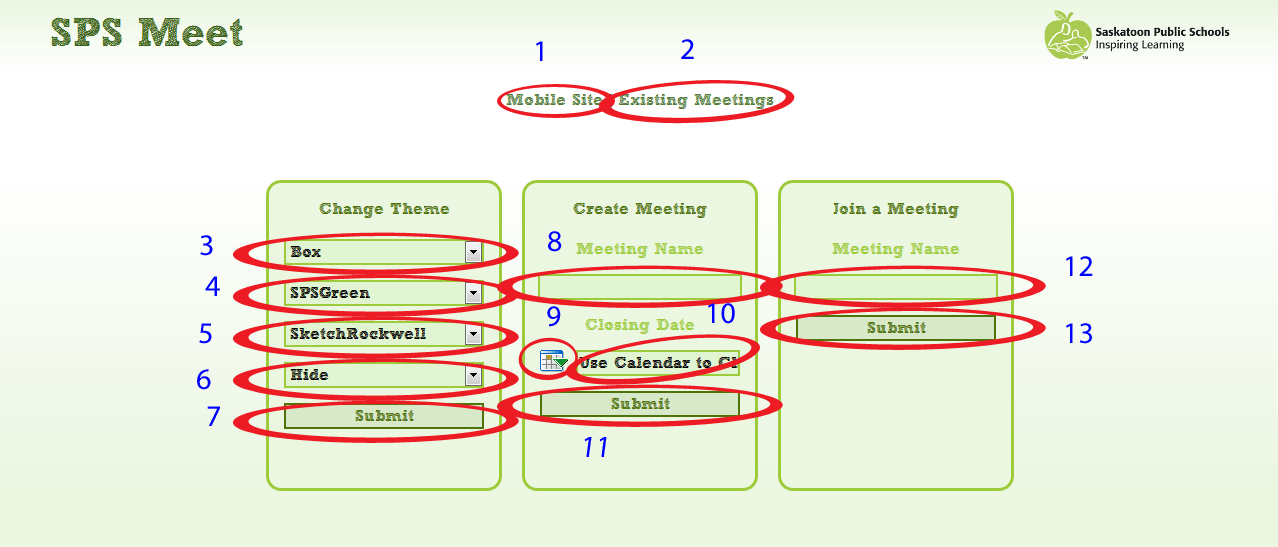 SPS Meet
Saskatoon Public Schools
Inspiring Learning
TM
1
2
Mobile Site
Existing Meetings
Change Theme
3
Box
4
SPSGreen
5
SketchRockwell
6
Hide
7
Submit
Create Meeting
8
Meeting Name
9
10
Closing Date
Use Calendar to Cl
Submit
11
Join a Meeting
Meeting Name
12
Submit
13